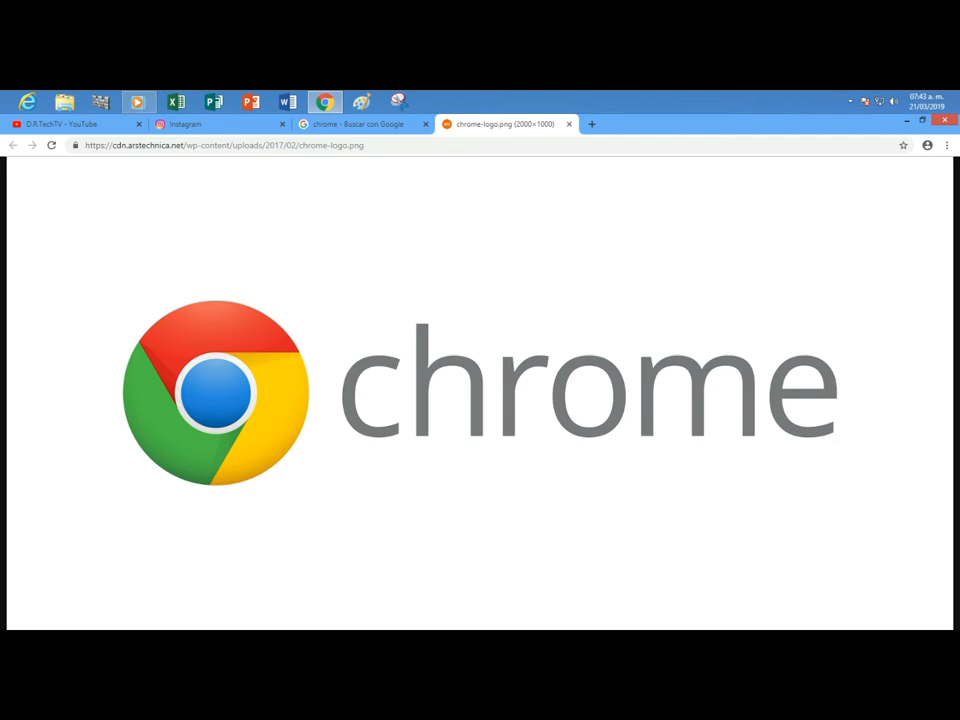 07:43 a. m.
21/03/2019
D.R.TechTV - YouTube
Instagram
chrome - Buscar con Google
chrome-logo.png (2000×1000)
https://cdn.arstechnica.net/wp-content/uploads/2017/02/chrome-logo.png
chrome